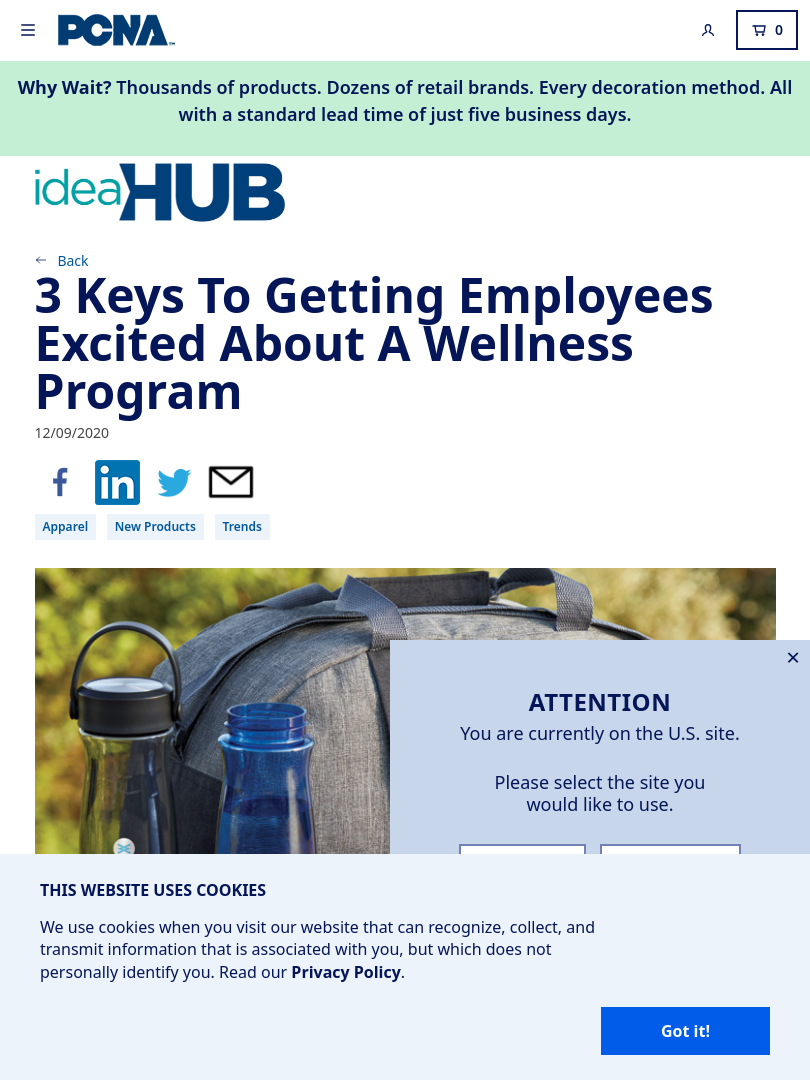 PCNA
0
Why Wait? Thousands of products. Dozens of retail brands. Every decoration method. All
with a standard lead time of just five business days.
ideaHUB
Back
3 Keys To Getting Employees
Excited About A Wellness
Program
12/09/2020
Apparel New Products Trends
ATTENTION
You are currently on the U.S. site.
Please select the site you
would like to use.
THIS WEBSITE USES COOKIES
We use cookies when you visit our website that can recognize, collect, and
transmit information that is associated with you, but which does not
personally identify you. Read our Privacy Policy.
Got it!